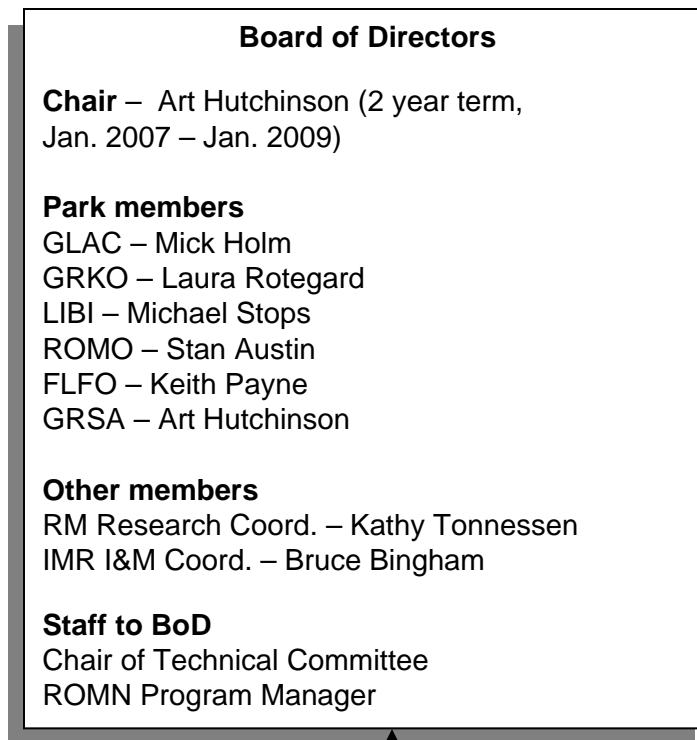 Board of Directors
Chair – Art Hutchinson (2 year term,
Jan. 2007 – Jan. 2009)
Park members
GLAC – Mick Holm
GRKO – Laura Rotegard
LIBI – Michael Stops
ROMO – Stan Austin
FLFO – Keith Payne
GRSA – Art Hutchinson
Other members
RM Research Coord. – Kathy Tonnessen
IMR I&M Coord. – Bruce Bingham
Staff to BoD
Chair of Technical Committee
ROMN Program Manager